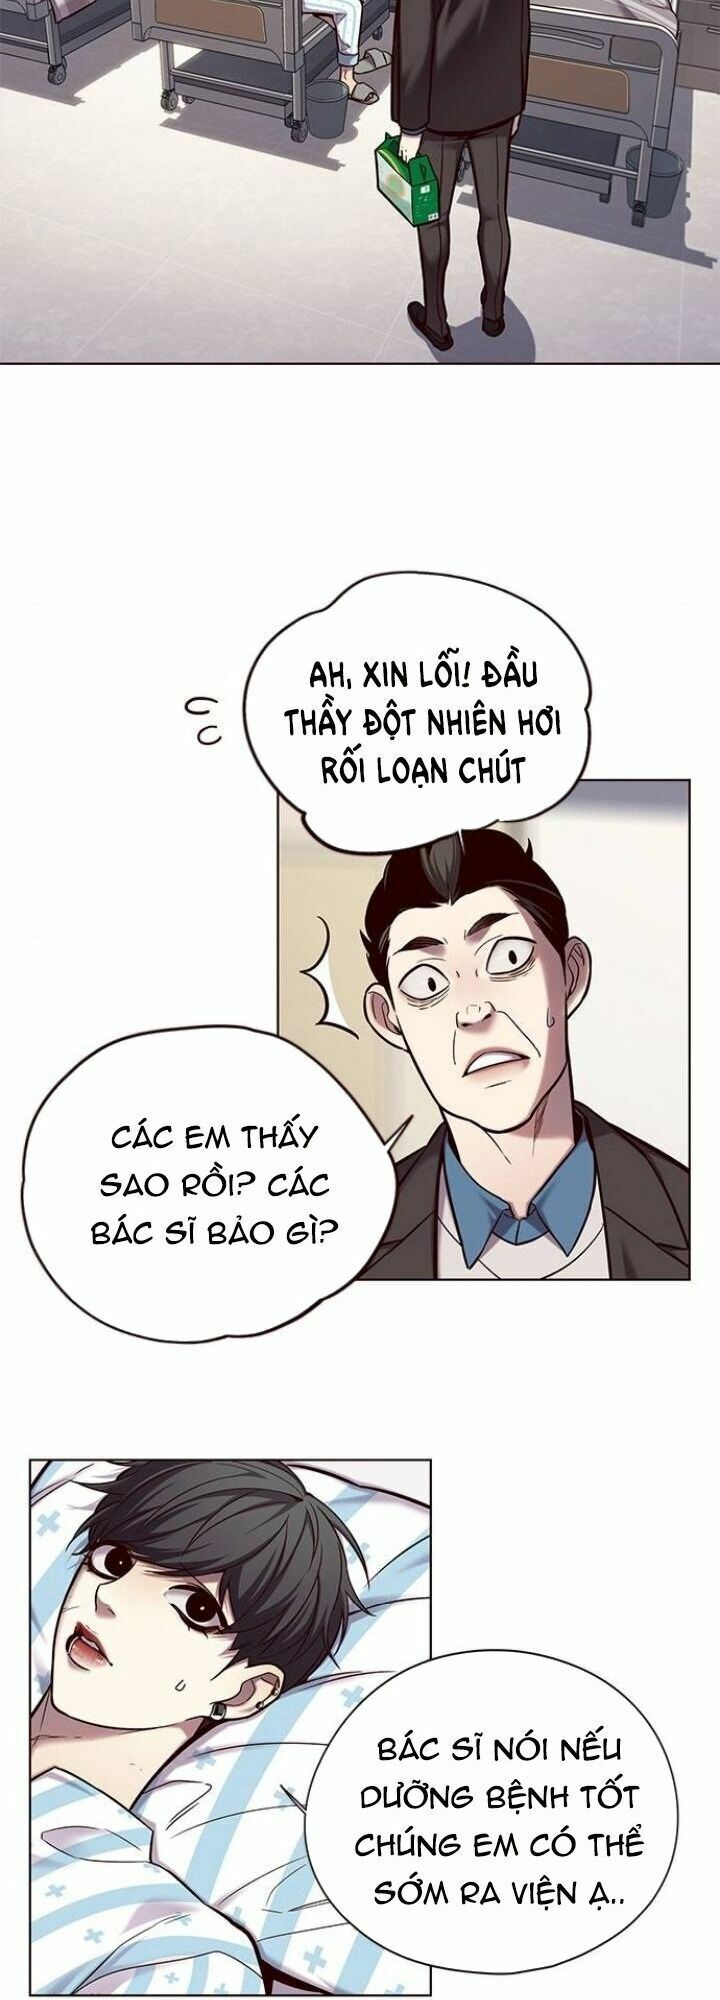 AH, XIN LỖI! ĐẦU
THẦY ĐỘT NHIÊN HƠI
RỐI LOẠN CHÚT
CÁC EM THẤY
SAO RỒI? CÁC
BÁC SĨ BẢO GÌ?
BÁC SĨ NÓI NẾU
DƯỠNG BỆNH TỐT
CHÚNG EM CÓ THỂ
SỚM RA VIỆN Ạ..